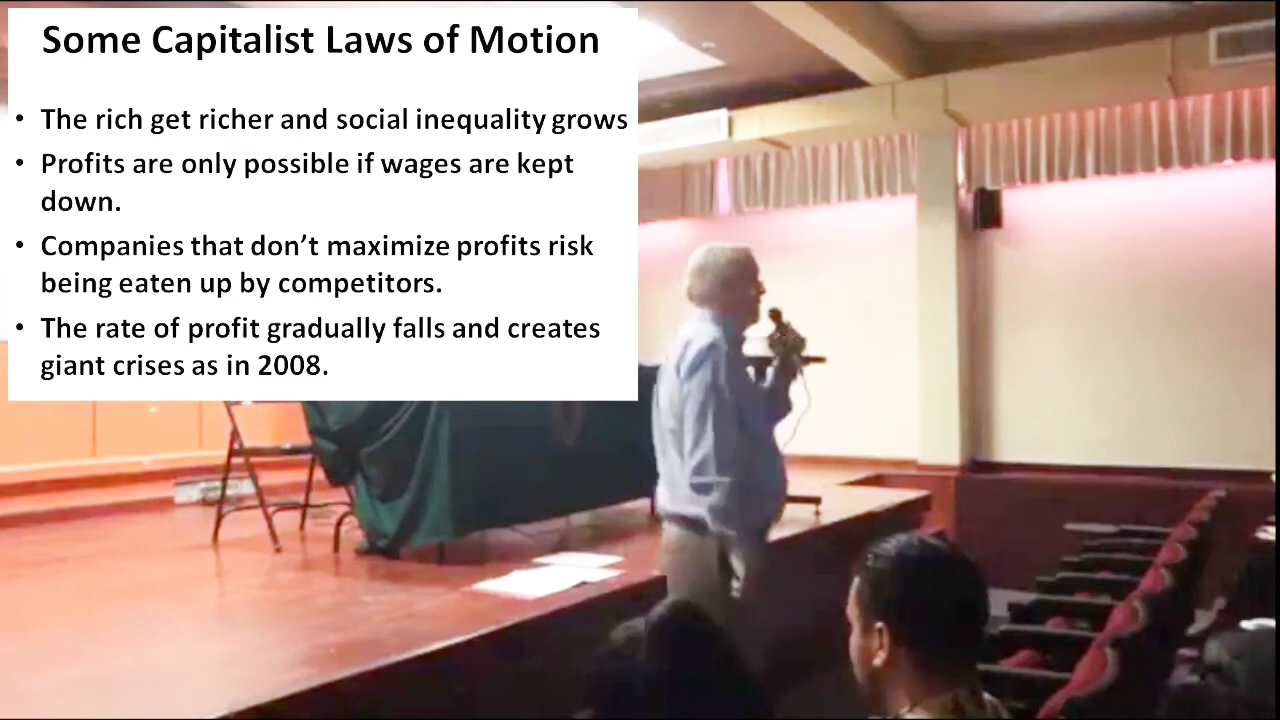 Some Capitalist Laws of Motion
• The rich get richer and social inequality grows
• Profits are only possible if wages are kept
down.
• Companies that don’t maximize profits risk
being eaten up by competitors.
• The rate of profit gradually falls and creates
giant crises as in 2008.